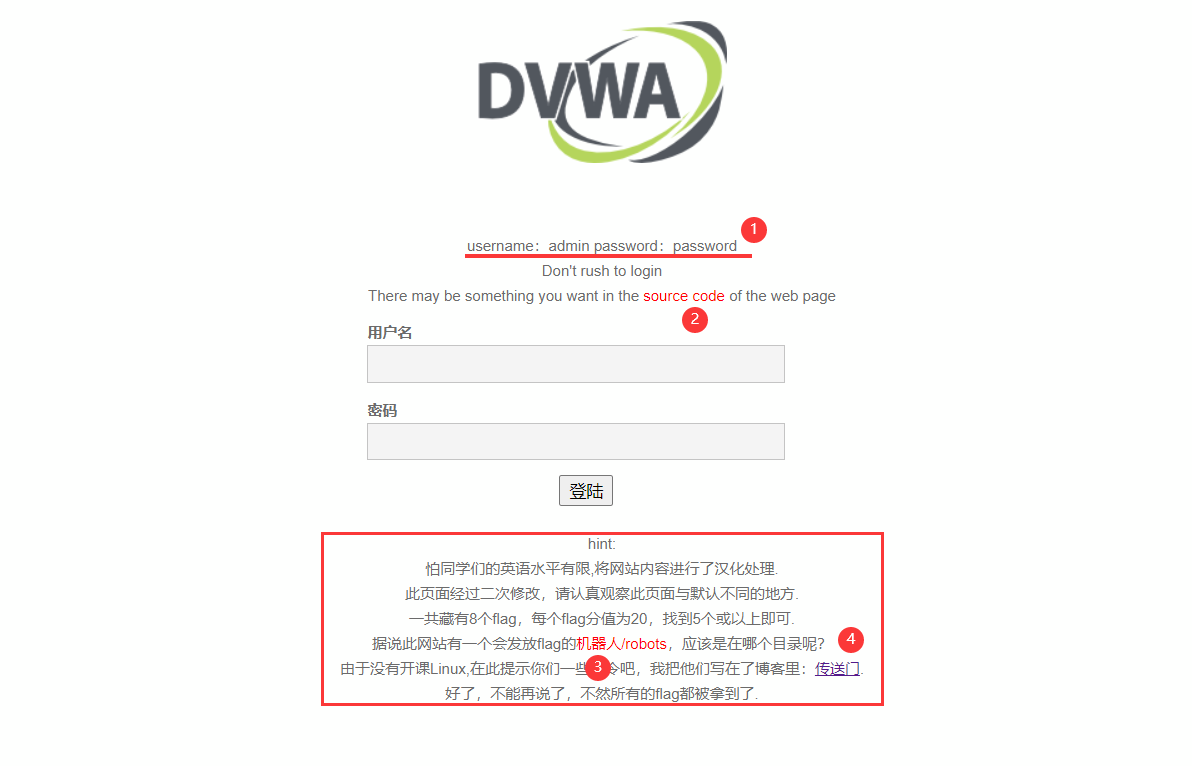 DVWA
1
username：admin password：password
Don't rush to login
There may be something you want in the source code of the web page
2
用户名
密码
登陆
hint:
怕同学们的英语水平有限,将网站内容进行了汉化处理.
此页面经过二次修改，请认真观察此页面与默认不同的地方.
一共藏有8个flag，每个flag分值为20，找到5个或以上即可.
据说此网站有一个会发放flag的机器人/robots，应该是在哪个目录呢？
4
由于没有开课Linux,在此提示你们一些 令吧，我把他们写在了博客里：传送门.
3
好了，不能再说了，不然所有的flag都被拿到了.